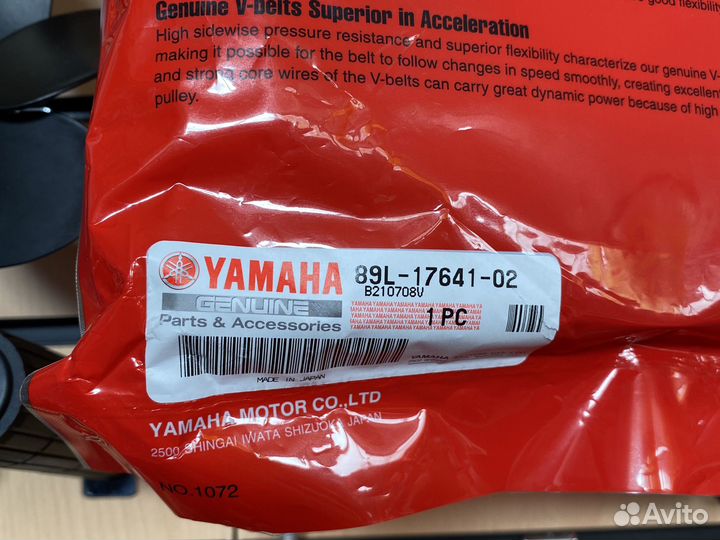 good flexibility
Genuine V-belts Superior in Acceleration
High sidewise pressure resistance and superior flexibility characterize our genuine V-
making it possible for the belt to follow changes in speed smoothly, creating excellen
and strong core wires of the V-belts can carry great dynamic power because of high
pulley.
YAMAHA 89L-17641-02
B210708V
GENUINE
Parts & Accessories
1 PC
MADE IN JAPAN
YAMAHA MOTOR CO.,LTD
2500 SHINGAI IWATA SHIZUOKA JAPAN
NO.1072
Avito